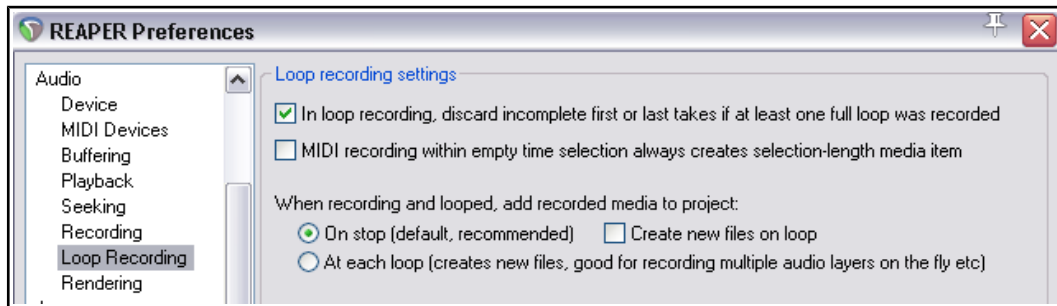 REAPER Preferences
Audio
Device
MIDI Devices
Buffering
Playback
Seeking
Recording
Loop Recording
Rendering
Loop recording settings
In loop recording, discard incomplete first or last takes if at least one full loop was recorded
MIDI recording within empty time selection always creates selection-length media item
When recording and looped, add recorded media to project:
On stop (default, recommended) Create new files on loop
At each loop (creates new files, good for recording multiple audio layers on the fly etc)